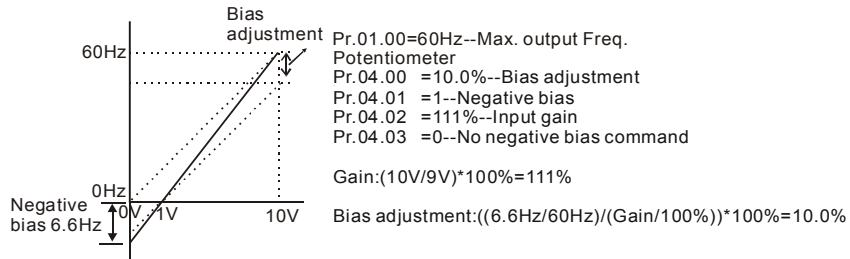 Bias
adjustment
60Hz
0Hz
0V 1V
10V
Negative
bias 6.6Hz
Pr.01.00=60Hz--Max. output Freq.
Potentiometer
Pr.04.00 =10.0%--Bias adjustment
Pr.04.01 =1--Negative bias
Pr.04.02 =111%--Input gain
Pr.04.03 =0--No negative bias command
Gain:(10V/9V)*100%=111%
Bias adjustment:((6.6Hz/60Hz)/(Gain/100%))*100%=10.0%